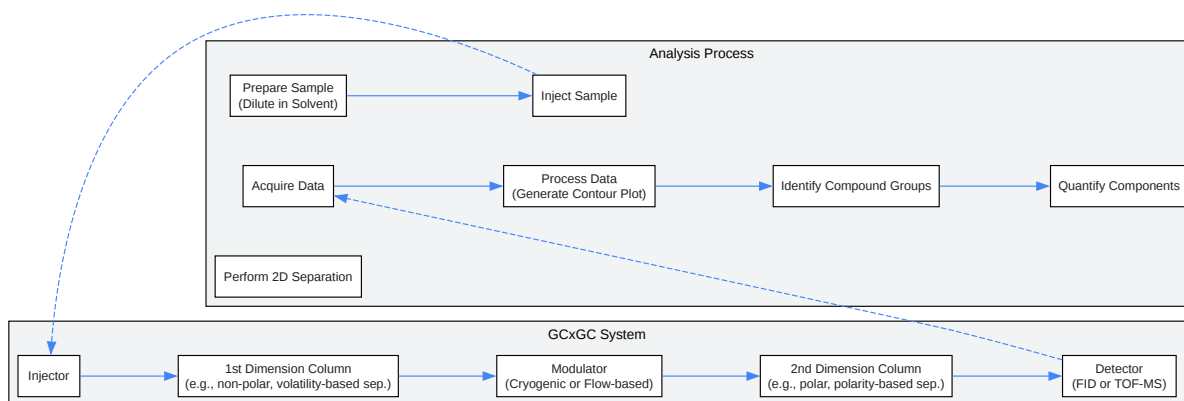 Analysis Process
Prepare Sample
(Dilute in Solvent)
Inject Sample
Acquire Data
Process Data
(Generate Contour Plot)
Identify Compound Groups
Quantify Components
Perform 2D Separation
GCxGC System
Injector
1st Dimension Column
(e.g., non-polar, volatility-based sep.)
Modulator
(Cryogenic or Flow-based)
2nd Dimension Column
(e.g., polar, polarity-based sep.)
Detector
(FID or TOF-MS)